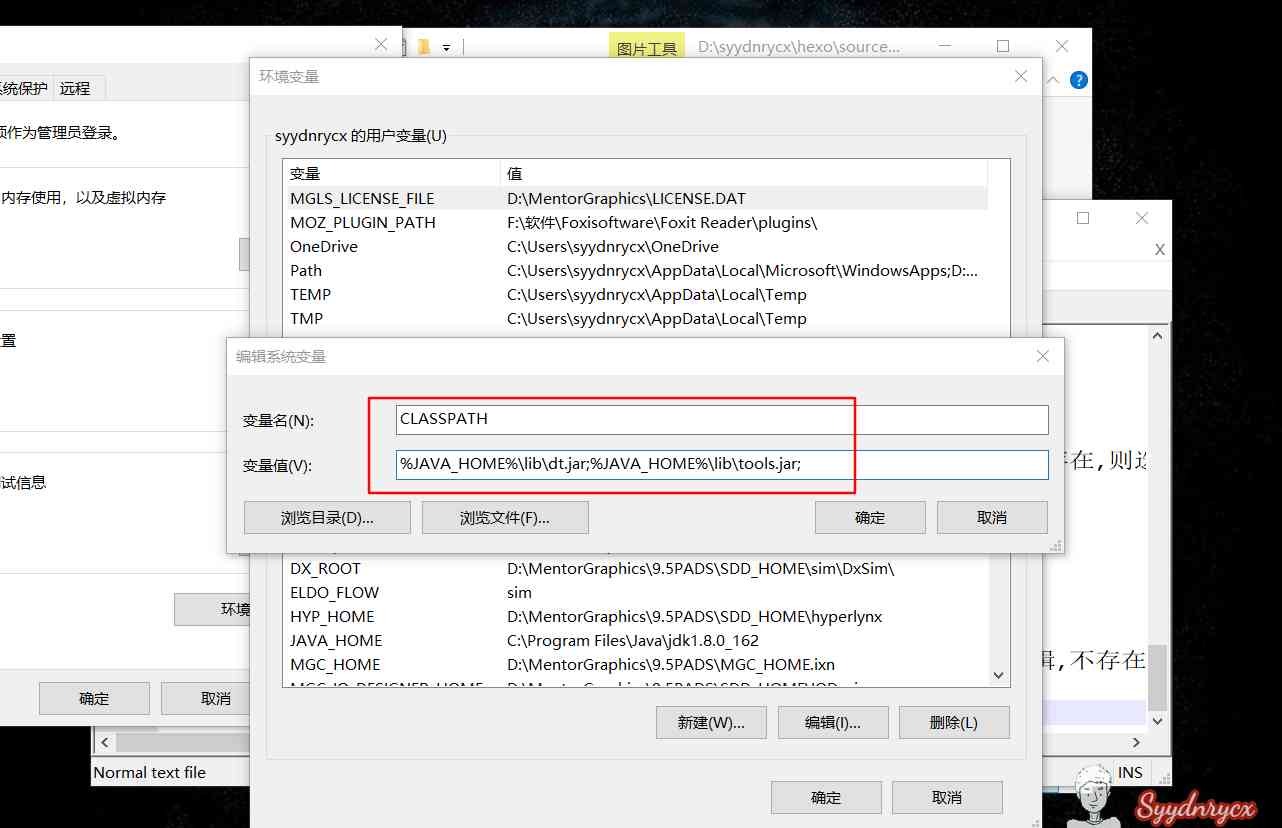 图片工具
D:\syydnrycx\hexo\source...
系统保护 远程
作为管理员登录。
内存使用，以及虚拟内存
置
试信息
环境
确定 取消
环境变量
syydnrycx 的用户变量(U)
变量 值
MGLS_LICENSE_FILE D:\MentorGraphics\LICENSE.DAT
MOZ_PLUGIN_PATH F:\软件\Foxisoftware\Foxit Reader\plugins\
OneDrive C:\Users\syydnrycx\OneDrive
Path C:\Users\syydnrycx\AppData\Local\Microsoft\WindowsApps;D:...
TEMP C:\Users\syydnrycx\AppData\Local\Temp
TMP C:\Users\syydnrycx\AppData\Local\Temp
编辑系统变量
变量名(N): CLASSPATH
变量值(V): %JAVA_HOME%\lib\dt.jar;%JAVA_HOME%\lib\tools.jar;
浏览目录(D)... 浏览文件(F)... 确定 取消
DX_ROOT D:\MentorGraphics\9.5PADS\SDD_HOME\sim\DxSim\
ELDO_FLOW sim
HYP_HOME D:\MentorGraphics\9.5PADS\SDD_HOME\hyperlynx
JAVA_HOME C:\Program Files\Java\jdk1.8.0_162
MGC_HOME D:\MentorGraphics\9.5PADS\MGC_HOME.ixn
新建(W)... 编辑(I)... 删除(L)
确定 取消
X
在,则
,不存在
Normal text file
INS
Syydnrycx